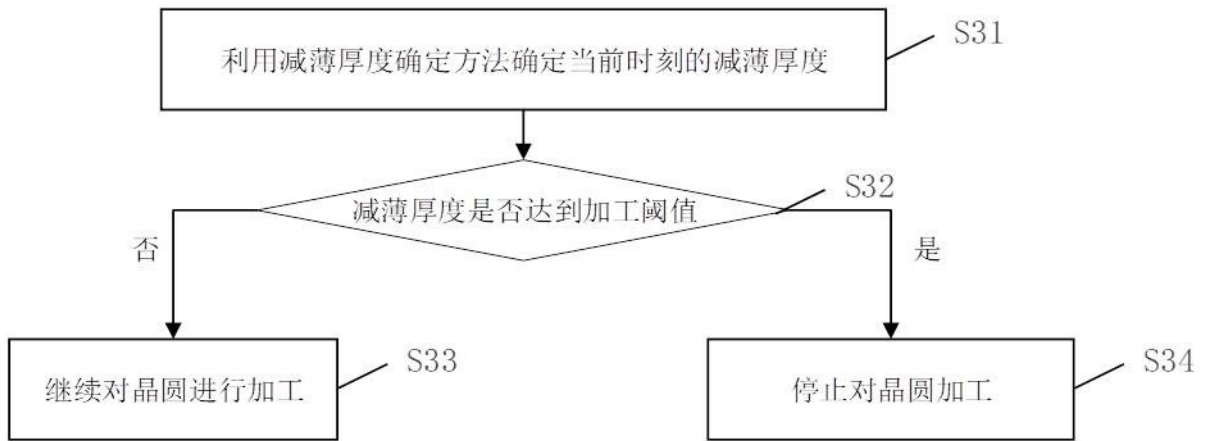 S31
利用减薄厚度确定方法确定当前时刻的减薄厚度
S32
减薄厚度是否达到加工阈值
否
是
S33
继续对晶圆进行加工
S34
停止对晶圆加工